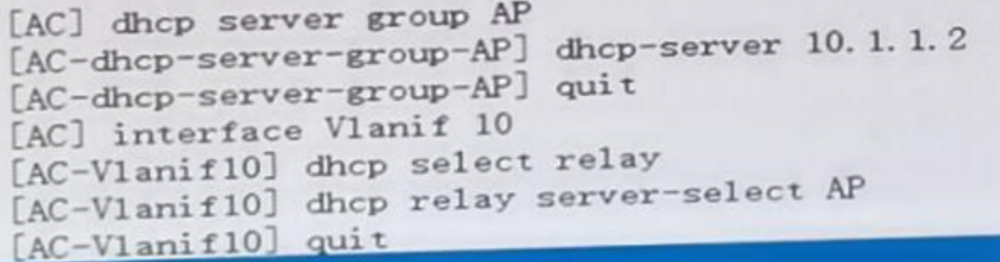 [AC] dhcp server group AP
[AC-dhcp-server-group-AP] dhcp-server 10.1.1.2
[AC-dhcp-server-group-AP] quit
[AC] interface Vlanif 10
[AC-Vlanif10] dhcp select relay
[AC-Vlanif10] dhcp relay server-select AP
[AC-Vlanif10] quit